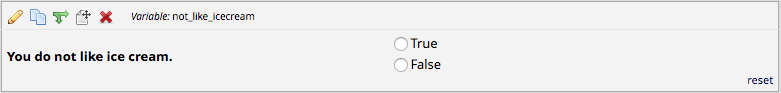 Variable: not_like_icecream
You do not like ice cream.
True
False
reset